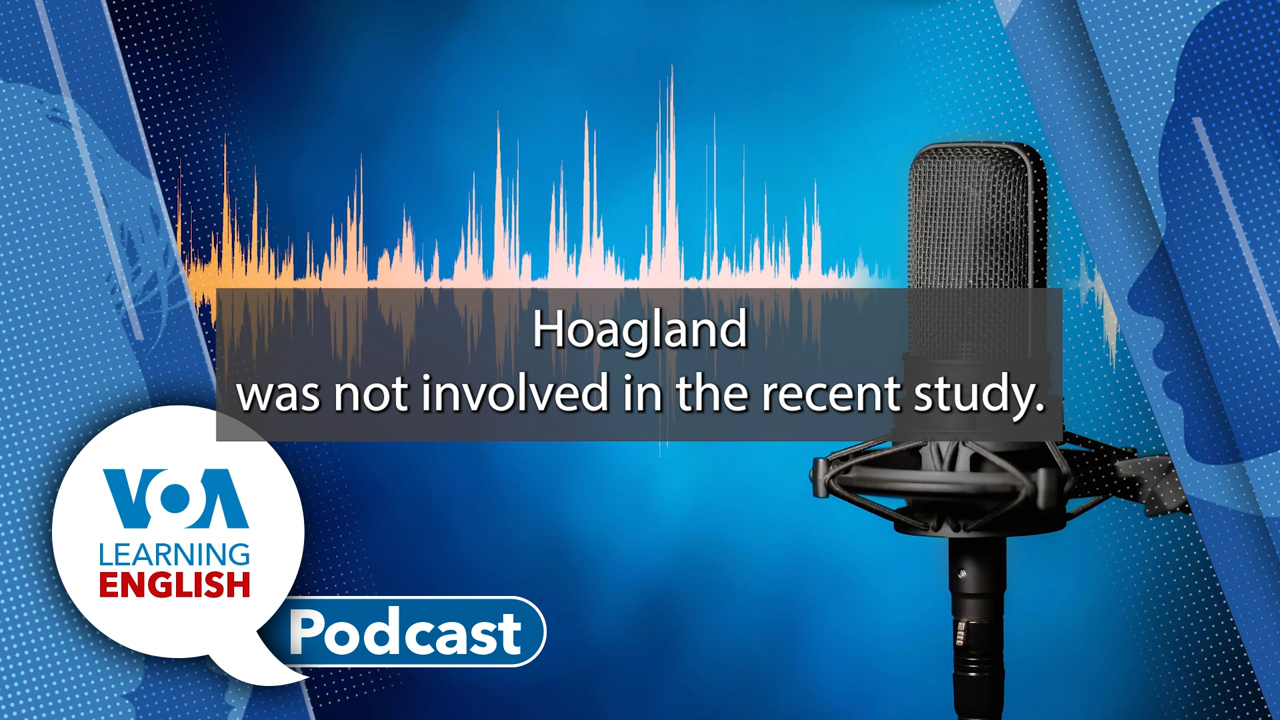 Hoagland
was not involved in the recent study.
VOA
LEARNING
ENGLISH
Podcast